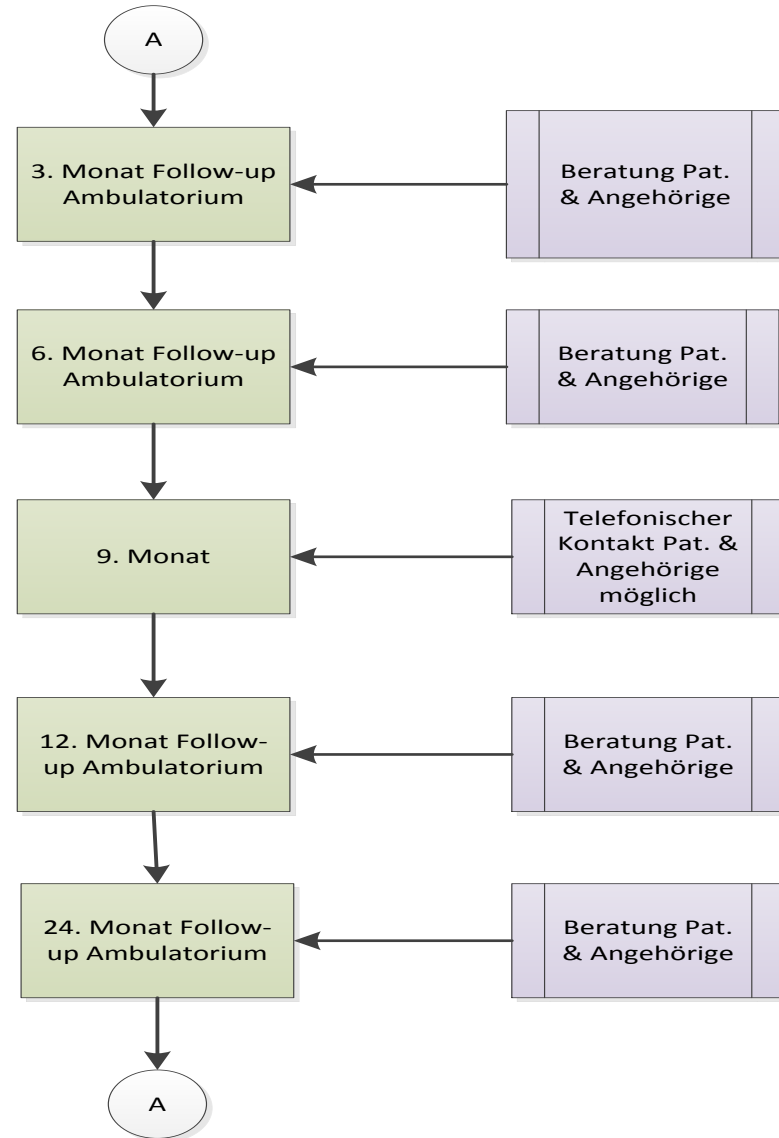 A
3. Monat Follow-up
Ambulatorium
Beratung Pat.
& Angehörige
6. Monat Follow-up
Ambulatorium
Beratung Pat.
& Angehörige
9. Monat
Telefonischer
Kontakt Pat. &
Angehörige
möglich
12. Monat Follow-
up Ambulatorium
Beratung Pat.
& Angehörige
24. Monat Follow-
up Ambulatorium
Beratung Pat.
& Angehörige
A